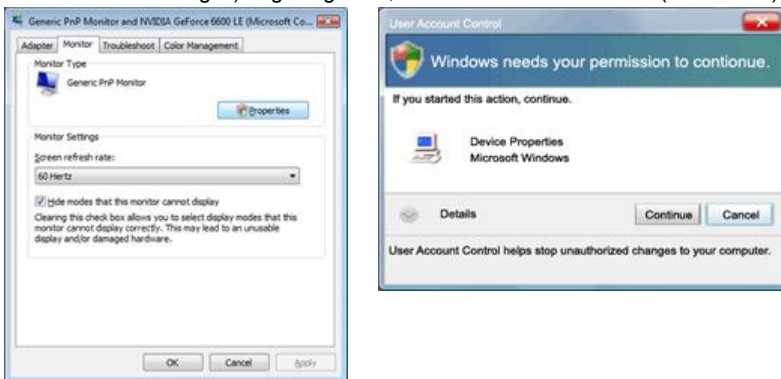 Generic PnP Monitor and NVIDIA GeForce 6600 LE (Microsoft Co...
Adapter Monitor Troubleshoot Color Management
Monitor Type
Generic PnP Monitor
Properties
Monitor Settings
Screen refresh rate:
60 Hertz
Hide modes that this monitor cannot display
Clearing this check box allows you to select display modes that this
monitor cannot display correctly. This may lead to an unusable
display and/or damaged hardware.
OK Cancel Apply
User Account Control
Windows needs your permission to contionue.
If you started this action, continue.
Device Properties
Microsoft Windows
Details Continue Cancel
User Account Control helps stop unauthorized changes to your computer.